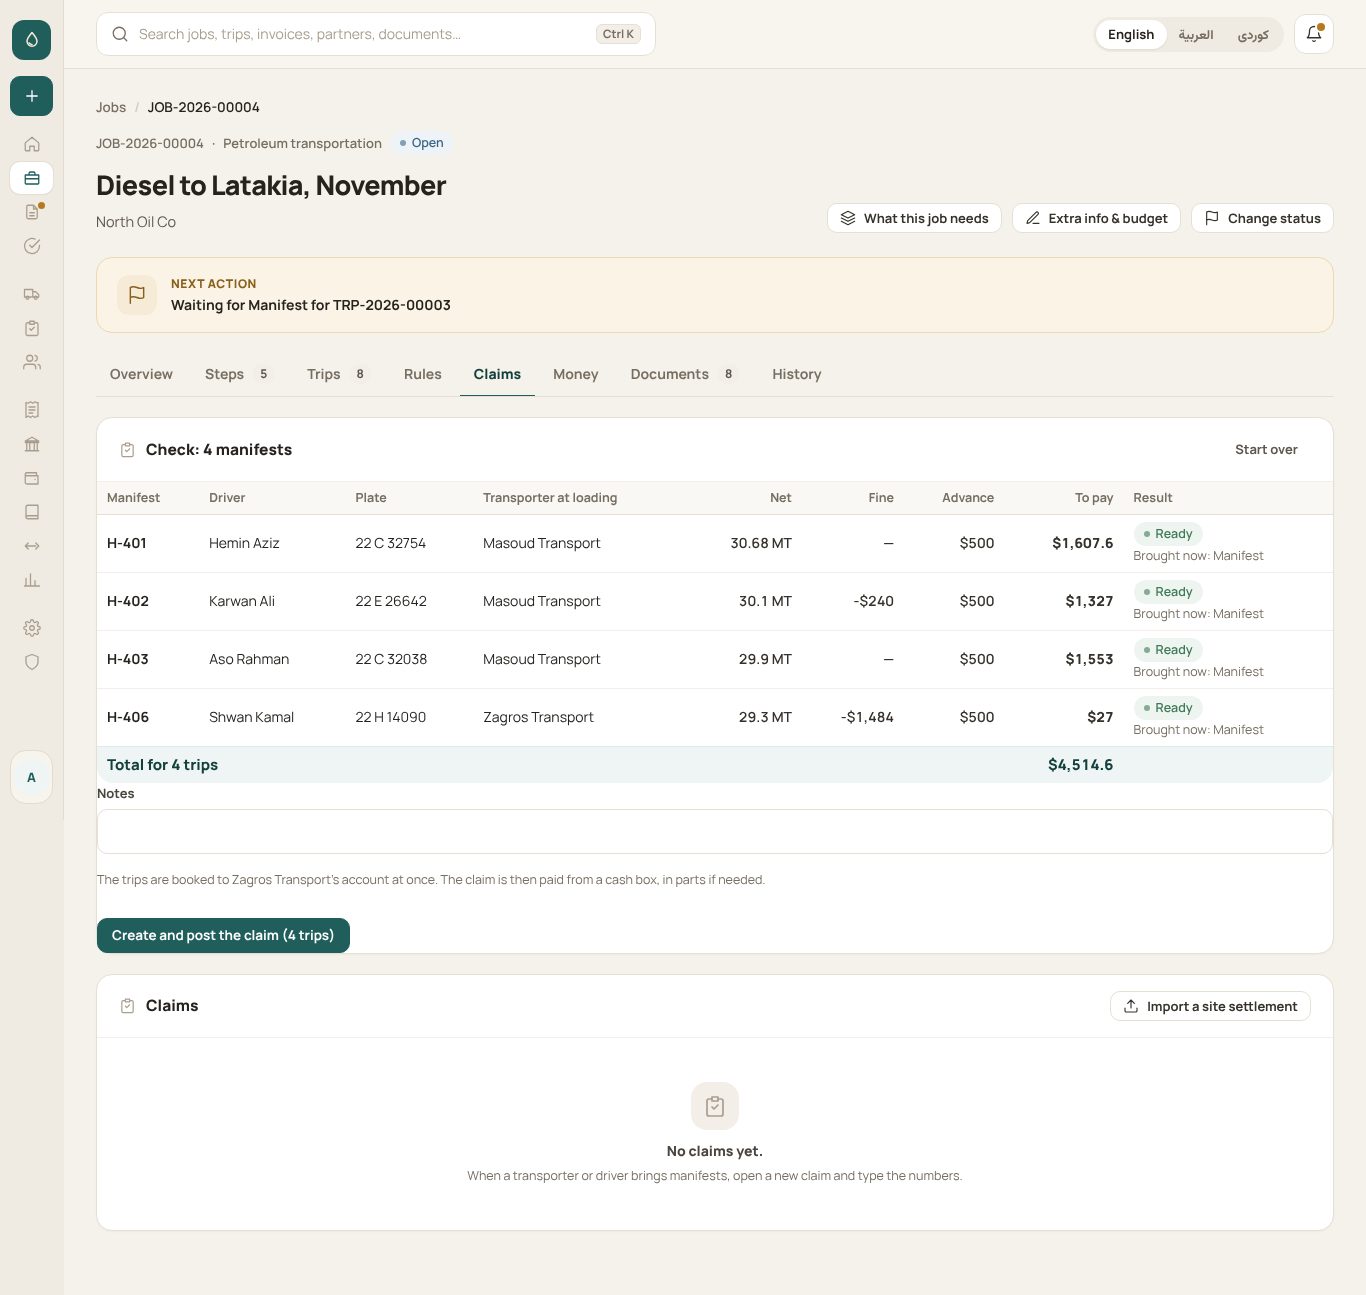 Search jobs, trips, invoices, partners, documents... Ctrl K English العربية كوردی
Jobs / JOB-2026-00004
JOB-2026-00004 · Petroleum transportation Open
Diesel to Latakia, November
North Oil Co
What this job needs Extra info & budget Change status
NEXT ACTION
Waiting for Manifest for TRP-2026-00003
Overview Steps 5 Trips 8 Rules Claims Money Documents 8 History
Check: 4 manifests Start over
Manifest Driver Plate Transporter at loading Net Fine Advance To pay Result
H-401 Hemin Aziz 22 C 32754 Masoud Transport 30.68 MT — $500 $1,607.6 Ready
Brought now: Manifest
H-402 Karwan Ali 22 E 26642 Masoud Transport 30.1 MT -$240 $500 $1,327 Ready
Brought now: Manifest
H-403 Aso Rahman 22 C 32038 Masoud Transport 29.9 MT — $500 $1,553 Ready
Brought now: Manifest
H-406 Shwan Kamal 22 H 14090 Zagros Transport 29.3 MT -$1,484 $500 $27 Ready
Brought now: Manifest
Total for 4 trips $4,514.6
A
Notes
The trips are booked to Zagros Transport's account at once. The claim is then paid from a cash box, in parts if needed.
Create and post the claim (4 trips)
Claims Import a site settlement
No claims yet.
When a transporter or driver brings manifests, open a new claim and type the numbers.